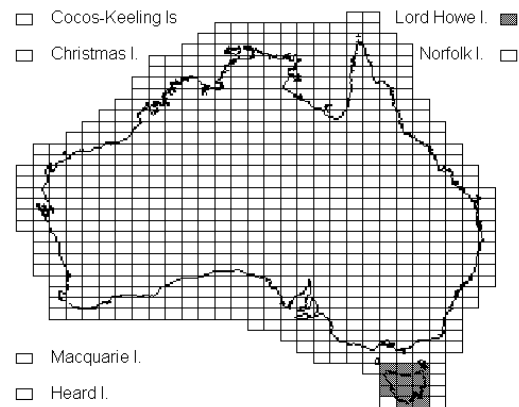 Cocos-Keeling Is
Lord Howe I.
Christmas I.
Norfolk I.
Macquarie I.
Heard I.